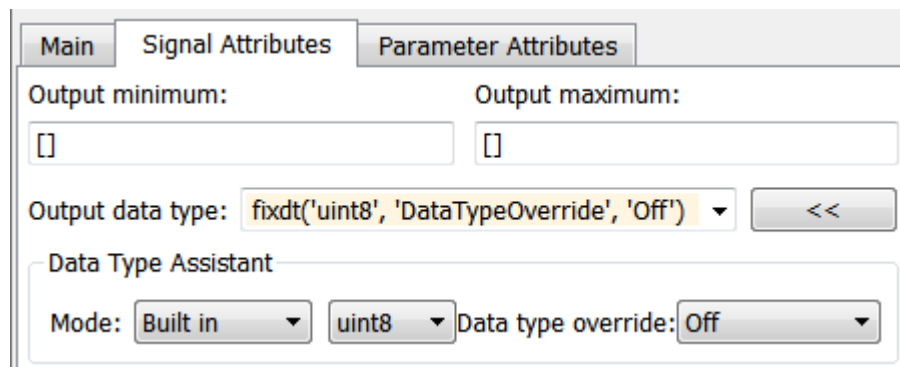 Main Signal Attributes Parameter Attributes
Output minimum: Output maximum:
[] []
Output data type: fixdt('uint8', 'DataTypeOverride', 'Off') <<
Data Type Assistant
Mode: Built in uint8 Data type override: Off